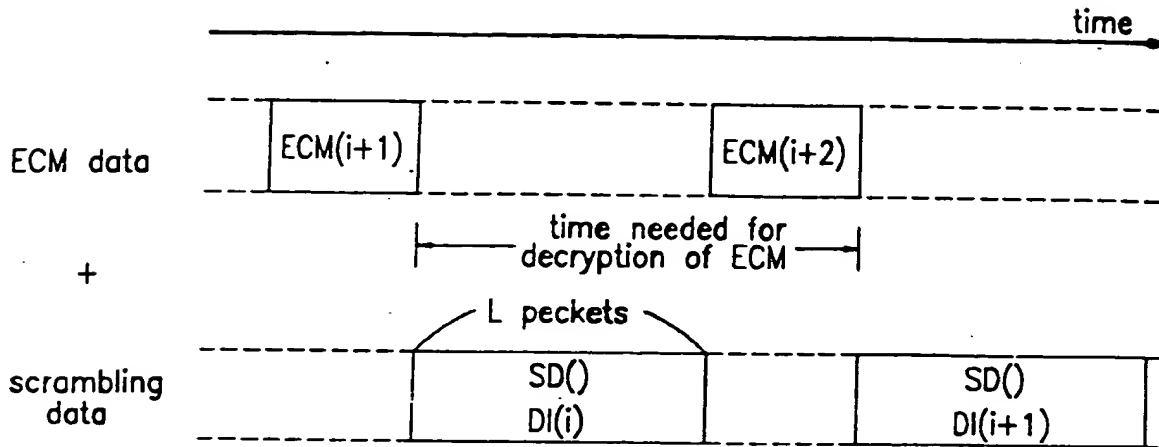 time
ECM data
ECM(i+1)
ECM(i+2)
time needed for
decryption of ECM
+
L peckets
scrambling
data
SD()
DI(i)
SD()
DI(i+1)